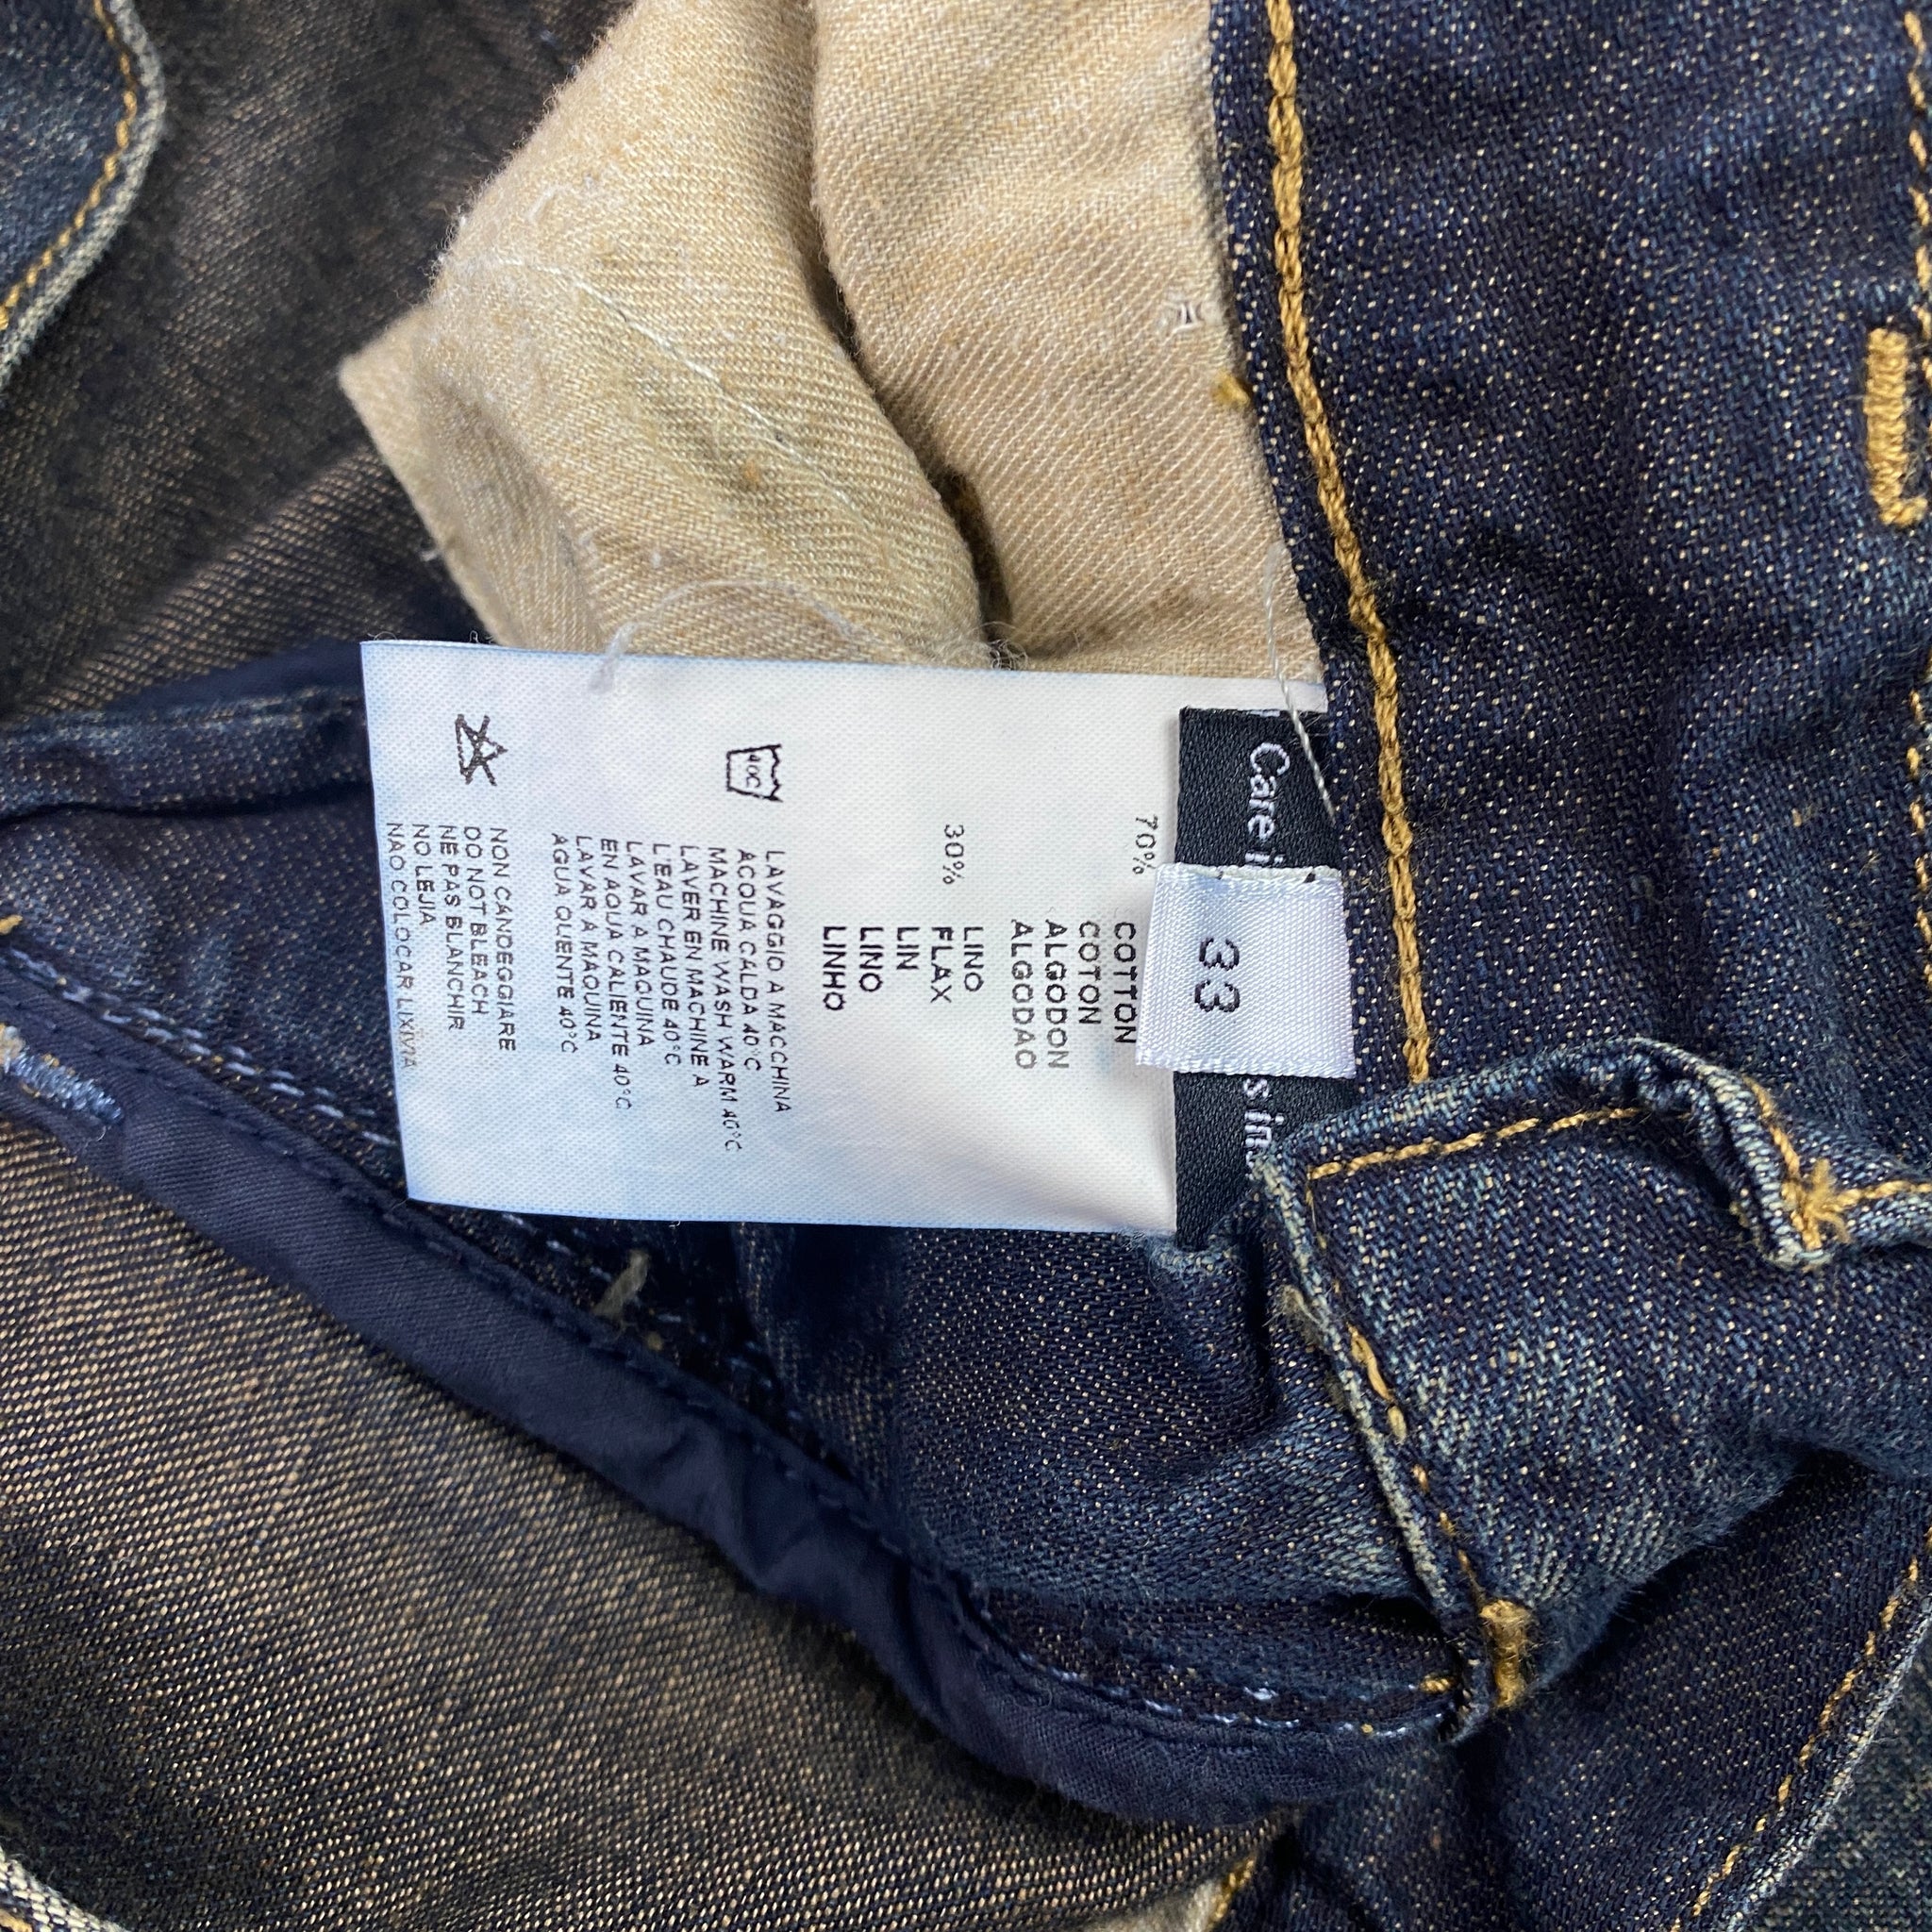 Care
33
70%
COTTON
COTON
ALGODON
ALGODAO
30%
LINO
FLAX
LIN
LINO
LINHO
40C
LAVAGGIO A MACCHINA
ACQUA CALDA 40°C
MACHINE WASH WARM 40°C
LAVER EN MACHINE A
L'EAU CHAUDE 40°C
LAVAR A MAQUINA
EN AQUA CALIENTE 40°C
LAVAR A MAQUINA
AGUA QUENTE 40°C
NON CANDEGGIARE
DO NOT BLEACH
NE PAS BLANCHIR
NO LEJIA
NAO COLOCAR LIXIVIA